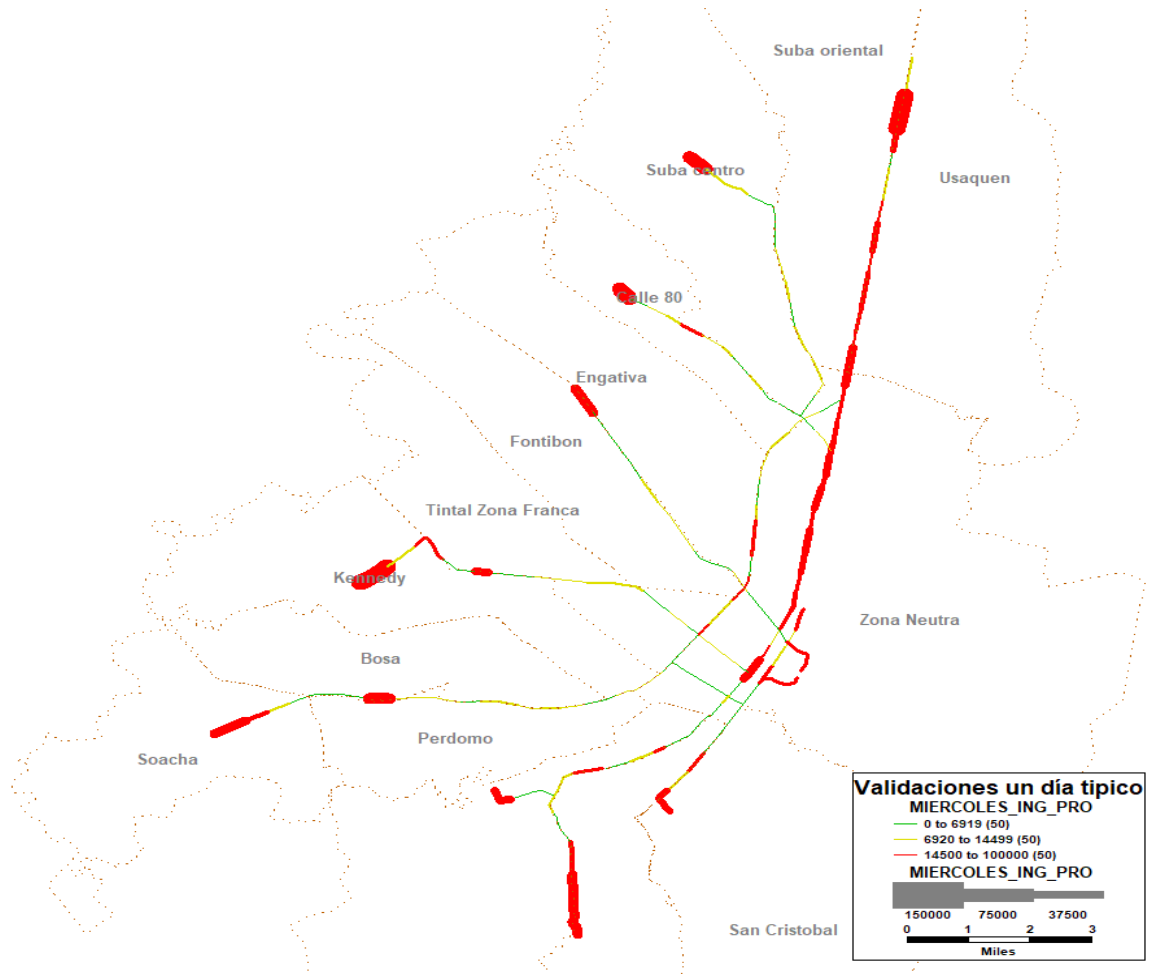 Suba oriental
Suba centro
Usaquen
Calle 80
Engativa
Fontibon
Tintal Zona Franca
Kennedy
Zona Neutra
Bosa
Perdomo
Soacha
San Cristobal
Validaciones un día tipico
MIERCOLES_ING_PRO
0 to 6919 (50)
6920 to 14499 (50)
14500 to 100000 (50)
MIERCOLES_ING_PRO
150000 75000 37500
0 1 2 3
Miles